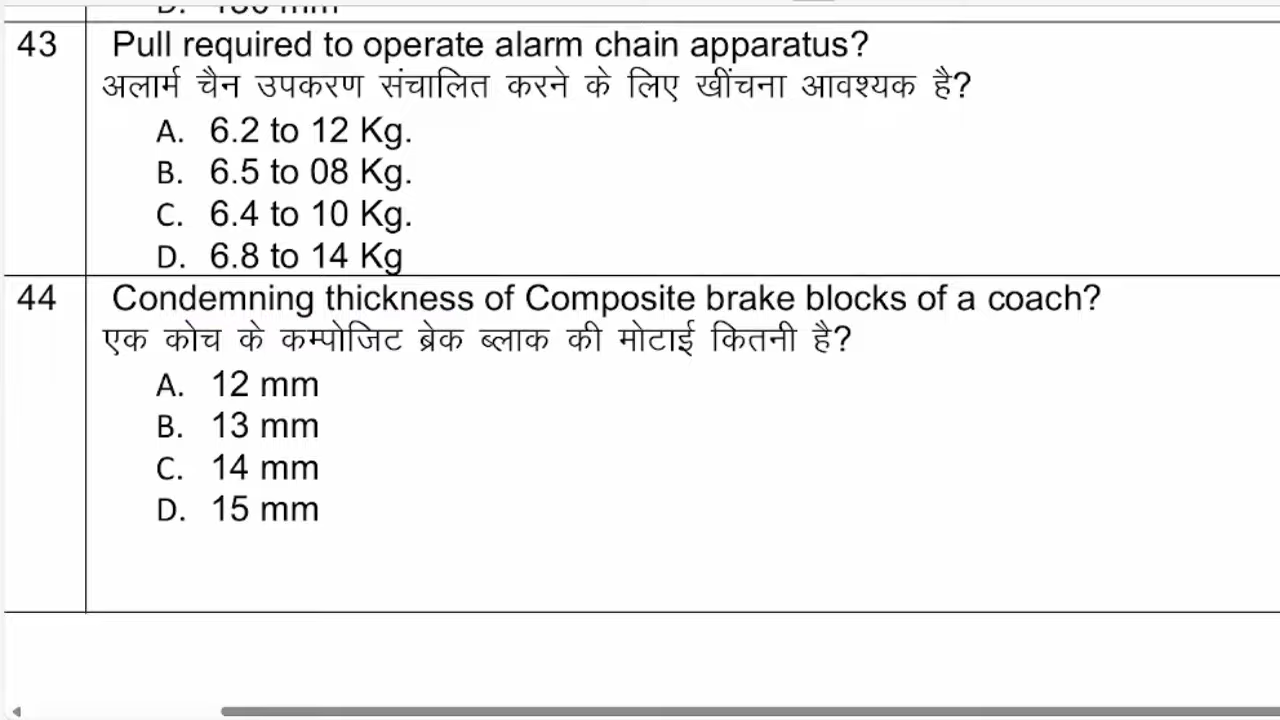 43 Pull required to operate alarm chain apparatus?
अलार्म चैन उपकरण संचालित करने के लिए खींचना आवश्यक है?
A. 6.2 to 12 Kg.
B. 6.5 to 08 Kg.
C. 6.4 to 10 Kg.
D. 6.8 to 14 Kg
44 Condemning thickness of Composite brake blocks of a coach?
एक कोच के कम्पोजिट ब्रेक ब्लाक की मोटाई कितनी है?
A. 12 mm
B. 13 mm
C. 14 mm
D. 15 mm